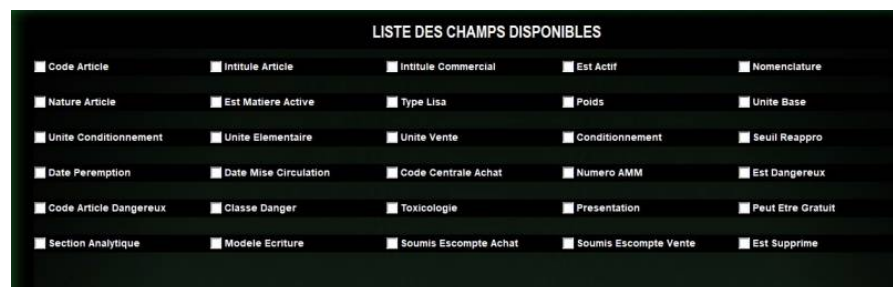 LISTE DES CHAMPS DISPONIBLES
Code Article Intitule Article Intitule Commercial Est Actif Nomenclature
Nature Article Est Matiere Active Type Lisa Poids Unite Base
Unite Conditionnement Unite Elementaire Unite Vente Conditionnement Seuil Reappro
Date Peremption Date Mise Circulation Code Centrale Achat Numero AMM Est Dangereux
Code Article Dangereux Classe Danger Toxicologie Presentation Peut Etre Gratuit
Section Analytique Modele Ecriture Soumis Escompte Achat Soumis Escompte Vente Est Supprime